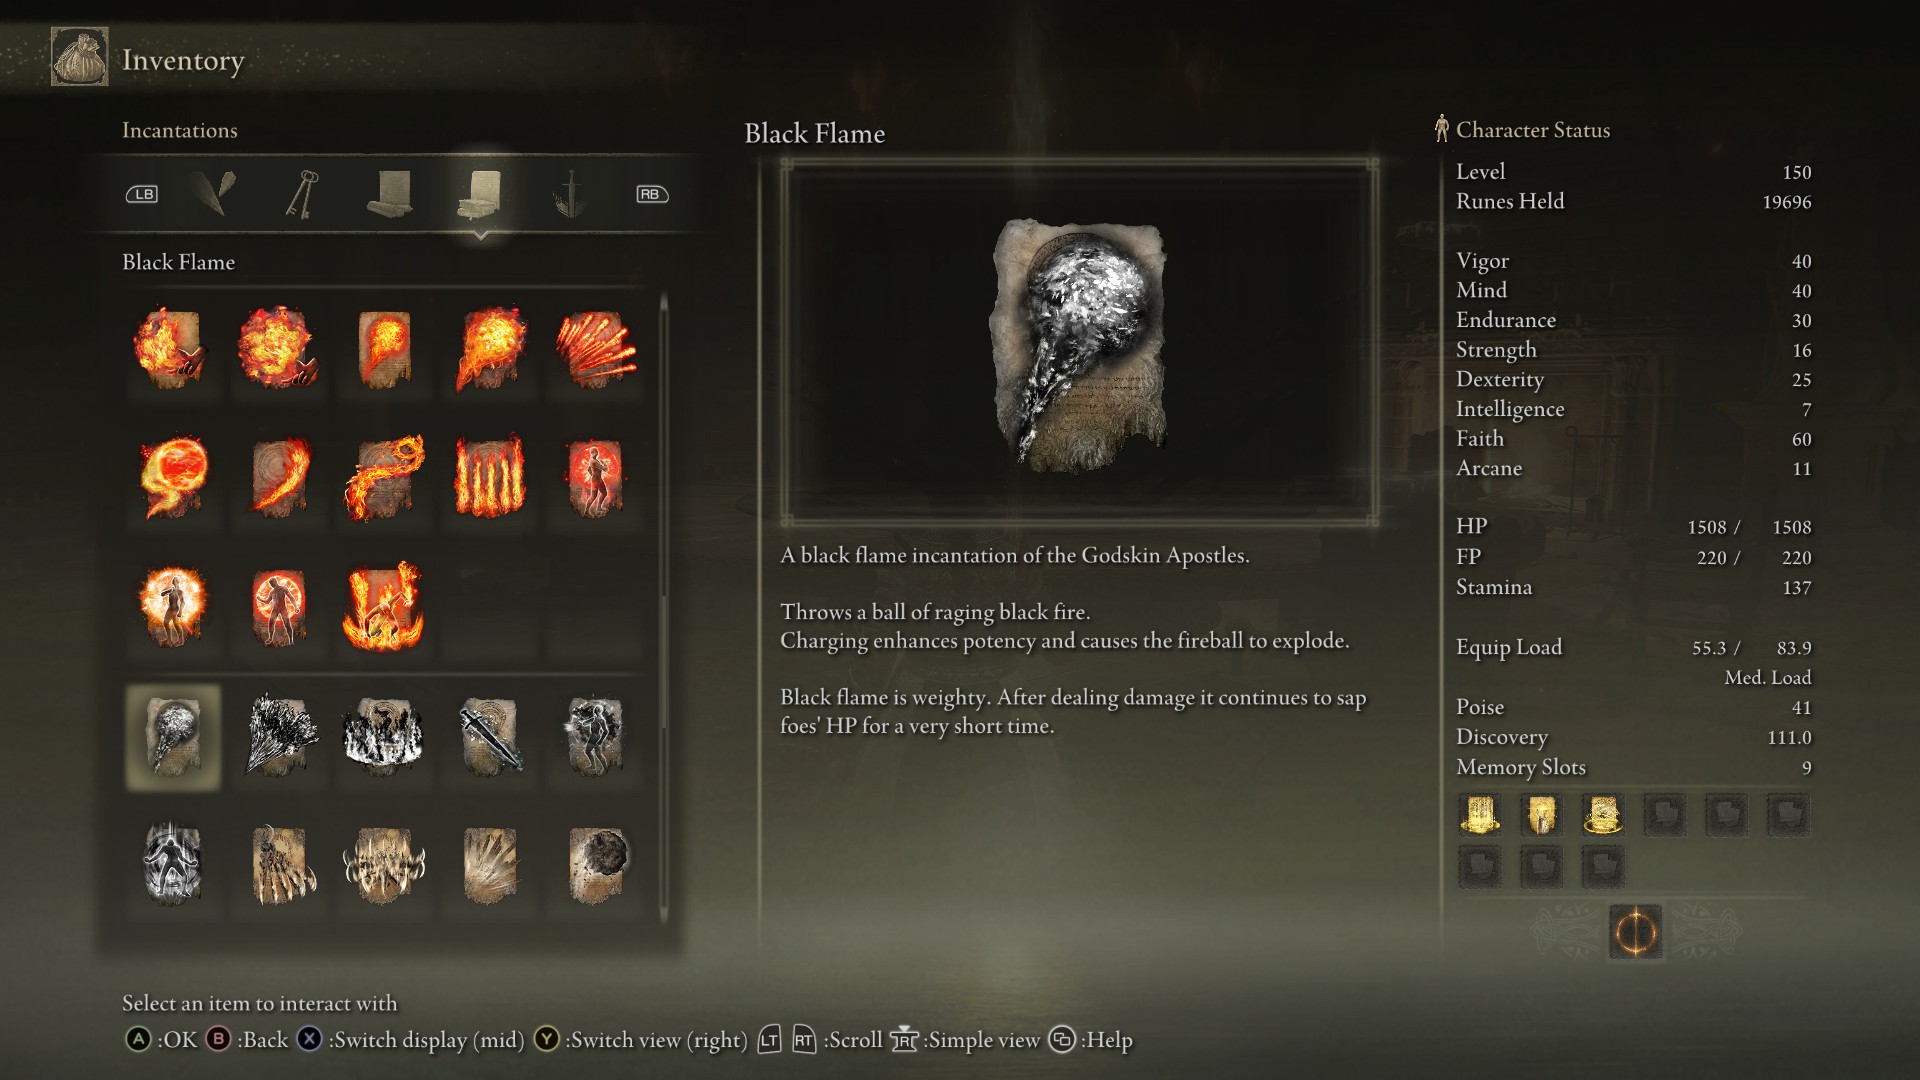 Inventory
Incantations
LB
RB
Black Flame
Black Flame
A black flame incantation of the Godskin Apostles.
Throws a ball of raging black fire.
Charging enhances potency and causes the fireball to explode.
Black flame is weighty. After dealing damage it continues to sap
foes' HP for a very short time.
Character Status
Level 150
Runes Held 19696
Vigor 40
Mind 40
Endurance 30
Strength 16
Dexterity 25
Intelligence 7
Faith 60
Arcane 11
HP 1508 / 1508
FP 220 / 220
Stamina 137
Equip Load 55.3 / 83.9
Med. Load
Poise 41
Discovery 111.0
Memory Slots 9
Select an item to interact with
A :OK B :Back X :Switch display (mid) Y :Switch view (right) LT RT :Scroll R :Simple view :Help